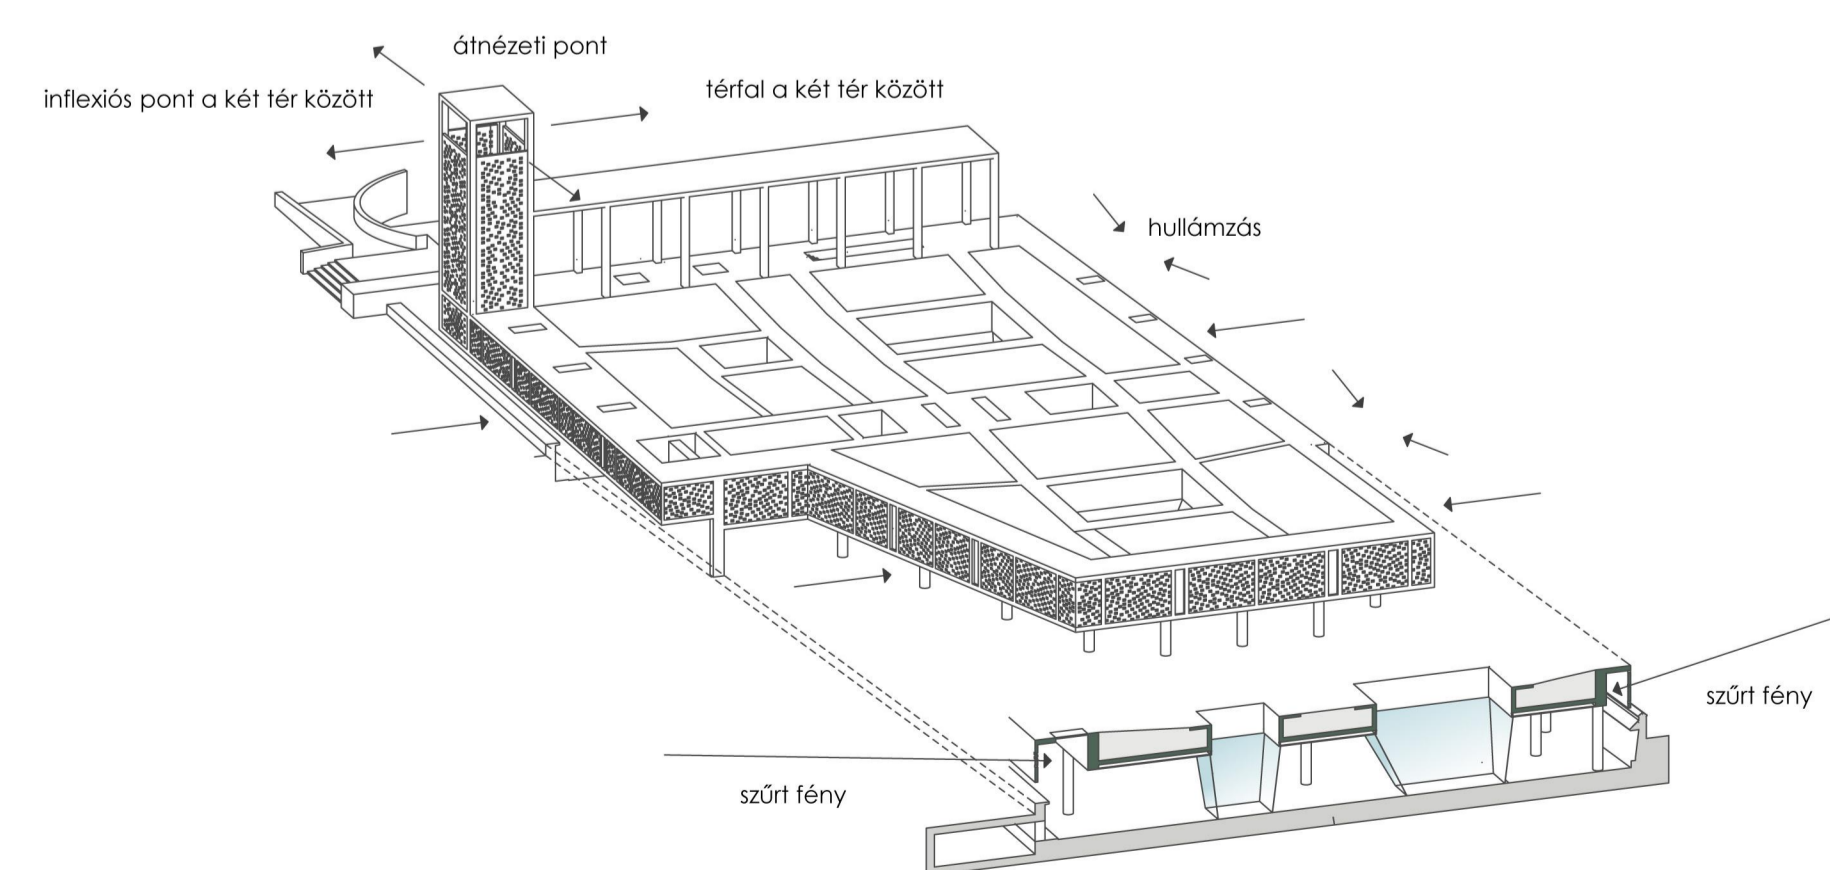 átnézeti pont
inflexiós pont a két tér között
térfal a két tér között
hullámzás
szűrt fény
szűrt fény